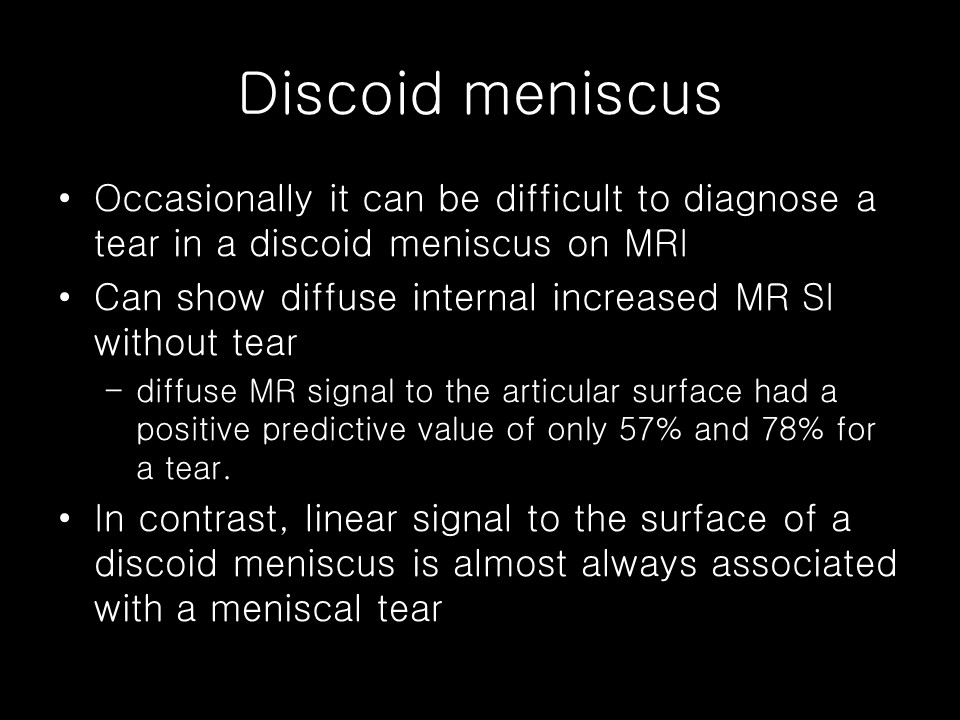 Discoid meniscus
• Occasionally it can be difficult to diagnose a
tear in a discoid meniscus on MRI
• Can show diffuse internal increased MR SI
without tear
– diffuse MR signal to the articular surface had a
positive predictive value of only 57% and 78% for
a tear.
• In contrast, linear signal to the surface of a
discoid meniscus is almost always associated
with a meniscal tear